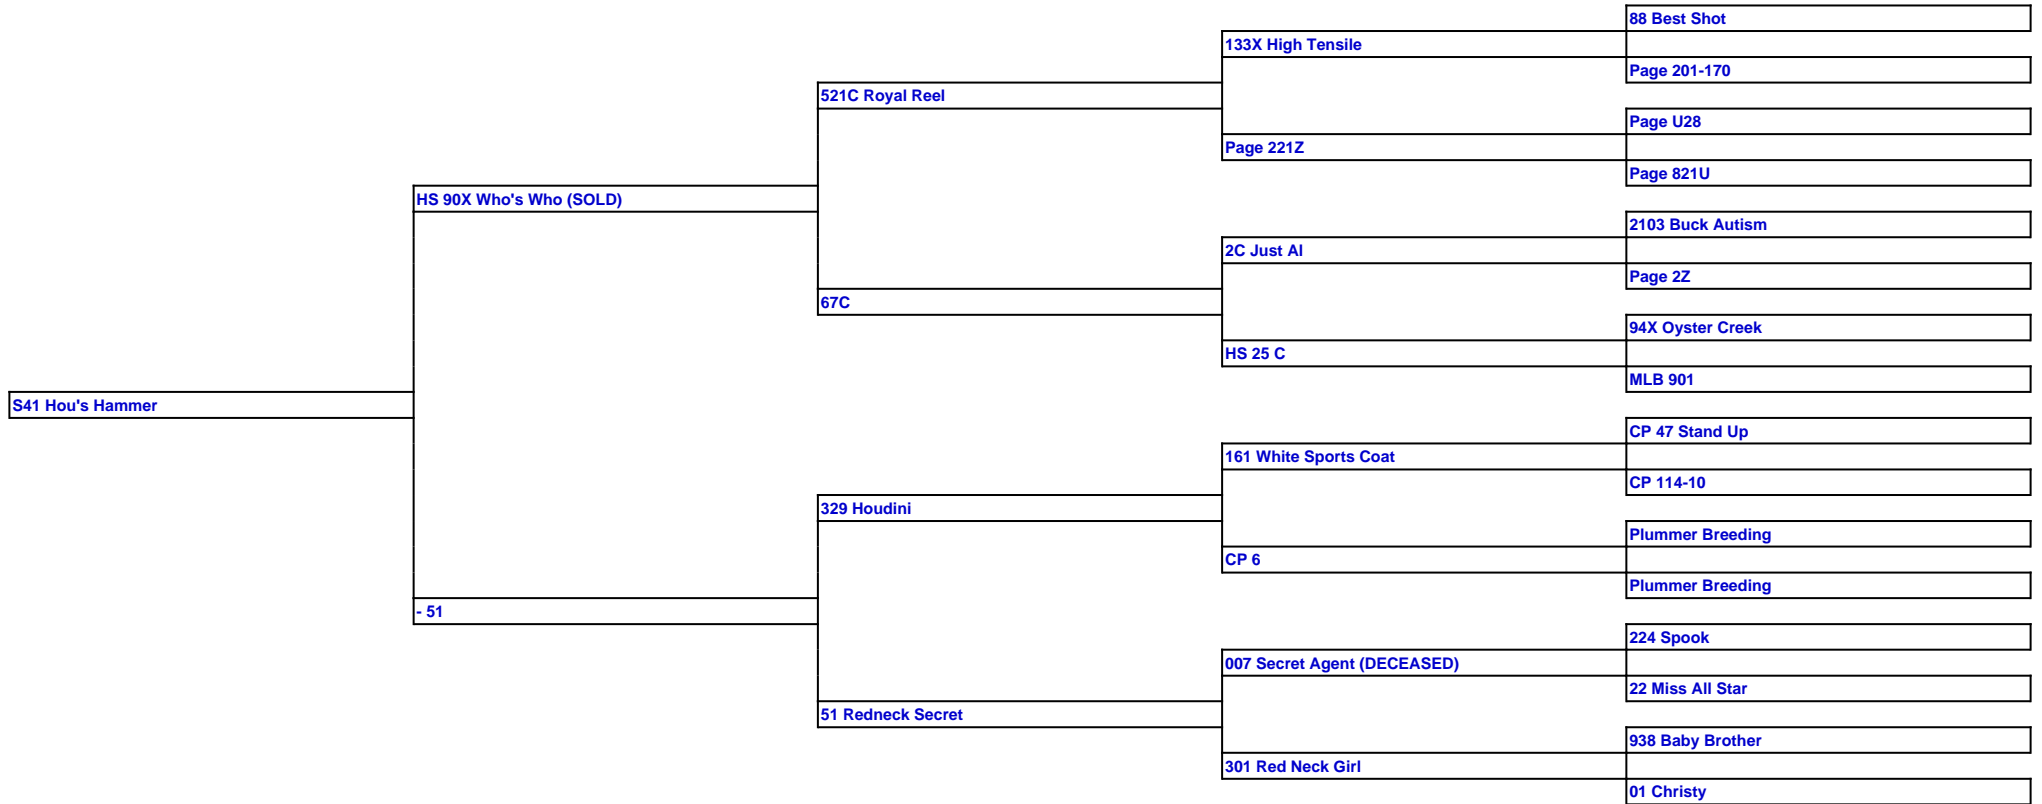 88 Best Shot
133X High Tensile
Page 201-170
521C Royal Reel
Page U28
Page 221Z
Page 821U
HS 90X Who's Who (SOLD)
2103 Buck Autism
2C Just AI
Page 2Z
67C
94X Oyster Creek
HS 25 C
MLB 901
S41 Hou's Hammer
CP 47 Stand Up
161 White Sports Coat
CP 114-10
329 Houdini
Plummer Breeding
CP 6
Plummer Breeding
- 51
224 Spook
007 Secret Agent (DECEASED)
22 Miss All Star
51 Redneck Secret
938 Baby Brother
301 Red Neck Girl
01 Christy